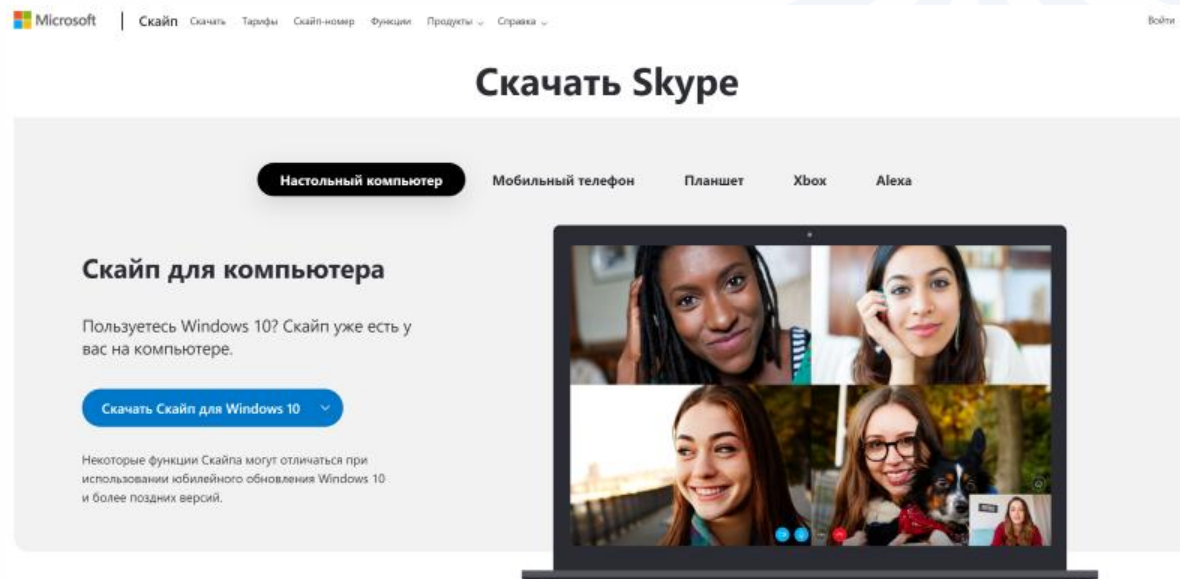 Microsoft Скайп Скачать Тарифы Скайп-номер Функции Продукты Справка Войти
Скачать Skype
Настольный компьютер Мобильный телефон Планшет Xbox Alexa
Скайп для компьютера
Пользуетесь Windows 10? Скайп уже есть у
вас на компьютере.
Скачать Скайп для Windows 10
Некоторые функции Скайпа могут отличаться при
использовании юбилейного обновления Windows 10
и более поздних версий.